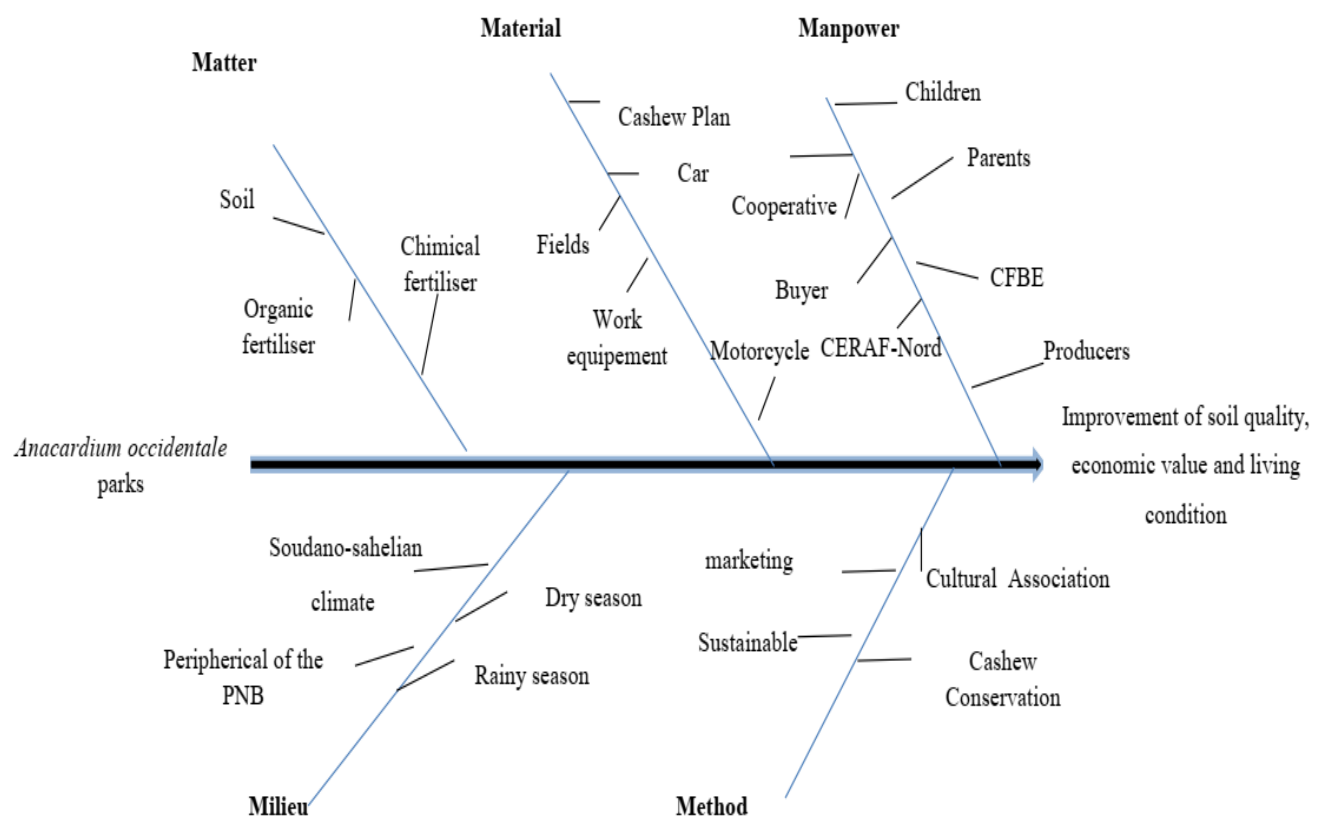 Matter
Material
Manpower
Soil
Organic
fertiliser
Chimical
fertiliser
Cashew Plan
Car
Fields
Work
equipement
Motorcycle
Children
Parents
Cooperative
Buyer
CFBE
CERAF-Nord
Producers
Anacardium occidentale
parks
Improvement of soil quality,
economic value and living
condition
Soudano-sahelian
climate
Dry season
Peripherical of the
PNB
Rainy season
Milieu
marketing
Cultural Association
Sustainable
Cashew
Conservation
Method